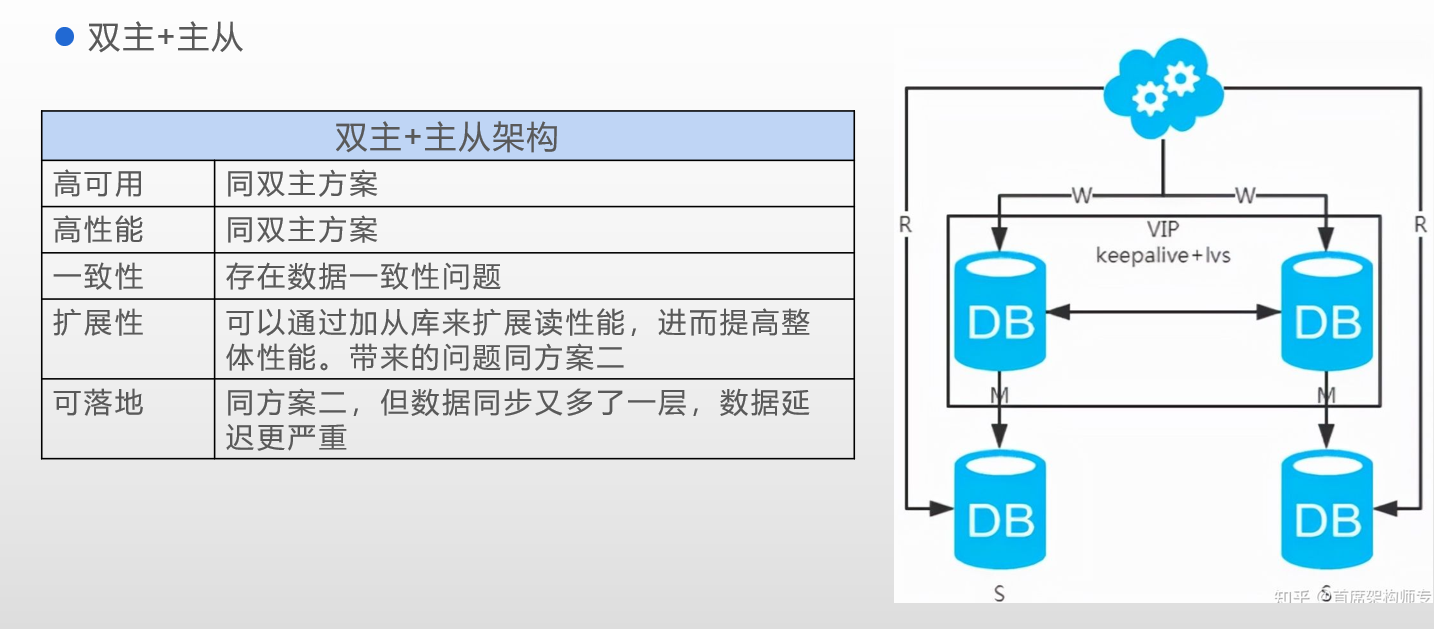 双主+主从
双主+主从架构
高可用
同双主方案
高性能
同双主方案
一致性
存在数据一致性问题
扩展性
可以通过加从库来扩展读性能，进而提高整
体性能。带来的问题同方案二
可落地
同方案二，但数据同步又多了一层，数据延
迟更严重
W
W
R
R
VIP
keepalive+lvs
DB
DB
M
M
DB
DB
S
S
知乎 @首席架构师专